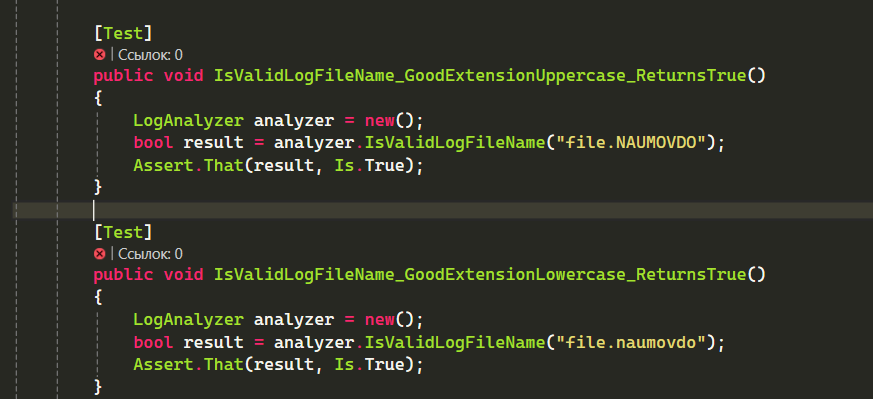 [Test]
| Ссылок: 0
public void IsValidLogFileName_GoodExtensionUppercase_ReturnsTrue()
{
LogAnalyzer analyzer = new();
bool result = analyzer.IsValidLogFileName("file.NAUMOVDO");
Assert.That(result, Is.True);
}
[Test]
| Ссылок: 0
public void IsValidLogFileName_GoodExtensionLowercase_ReturnsTrue()
{
LogAnalyzer analyzer = new();
bool result = analyzer.IsValidLogFileName("file.naumovdo");
Assert.That(result, Is.True);
}